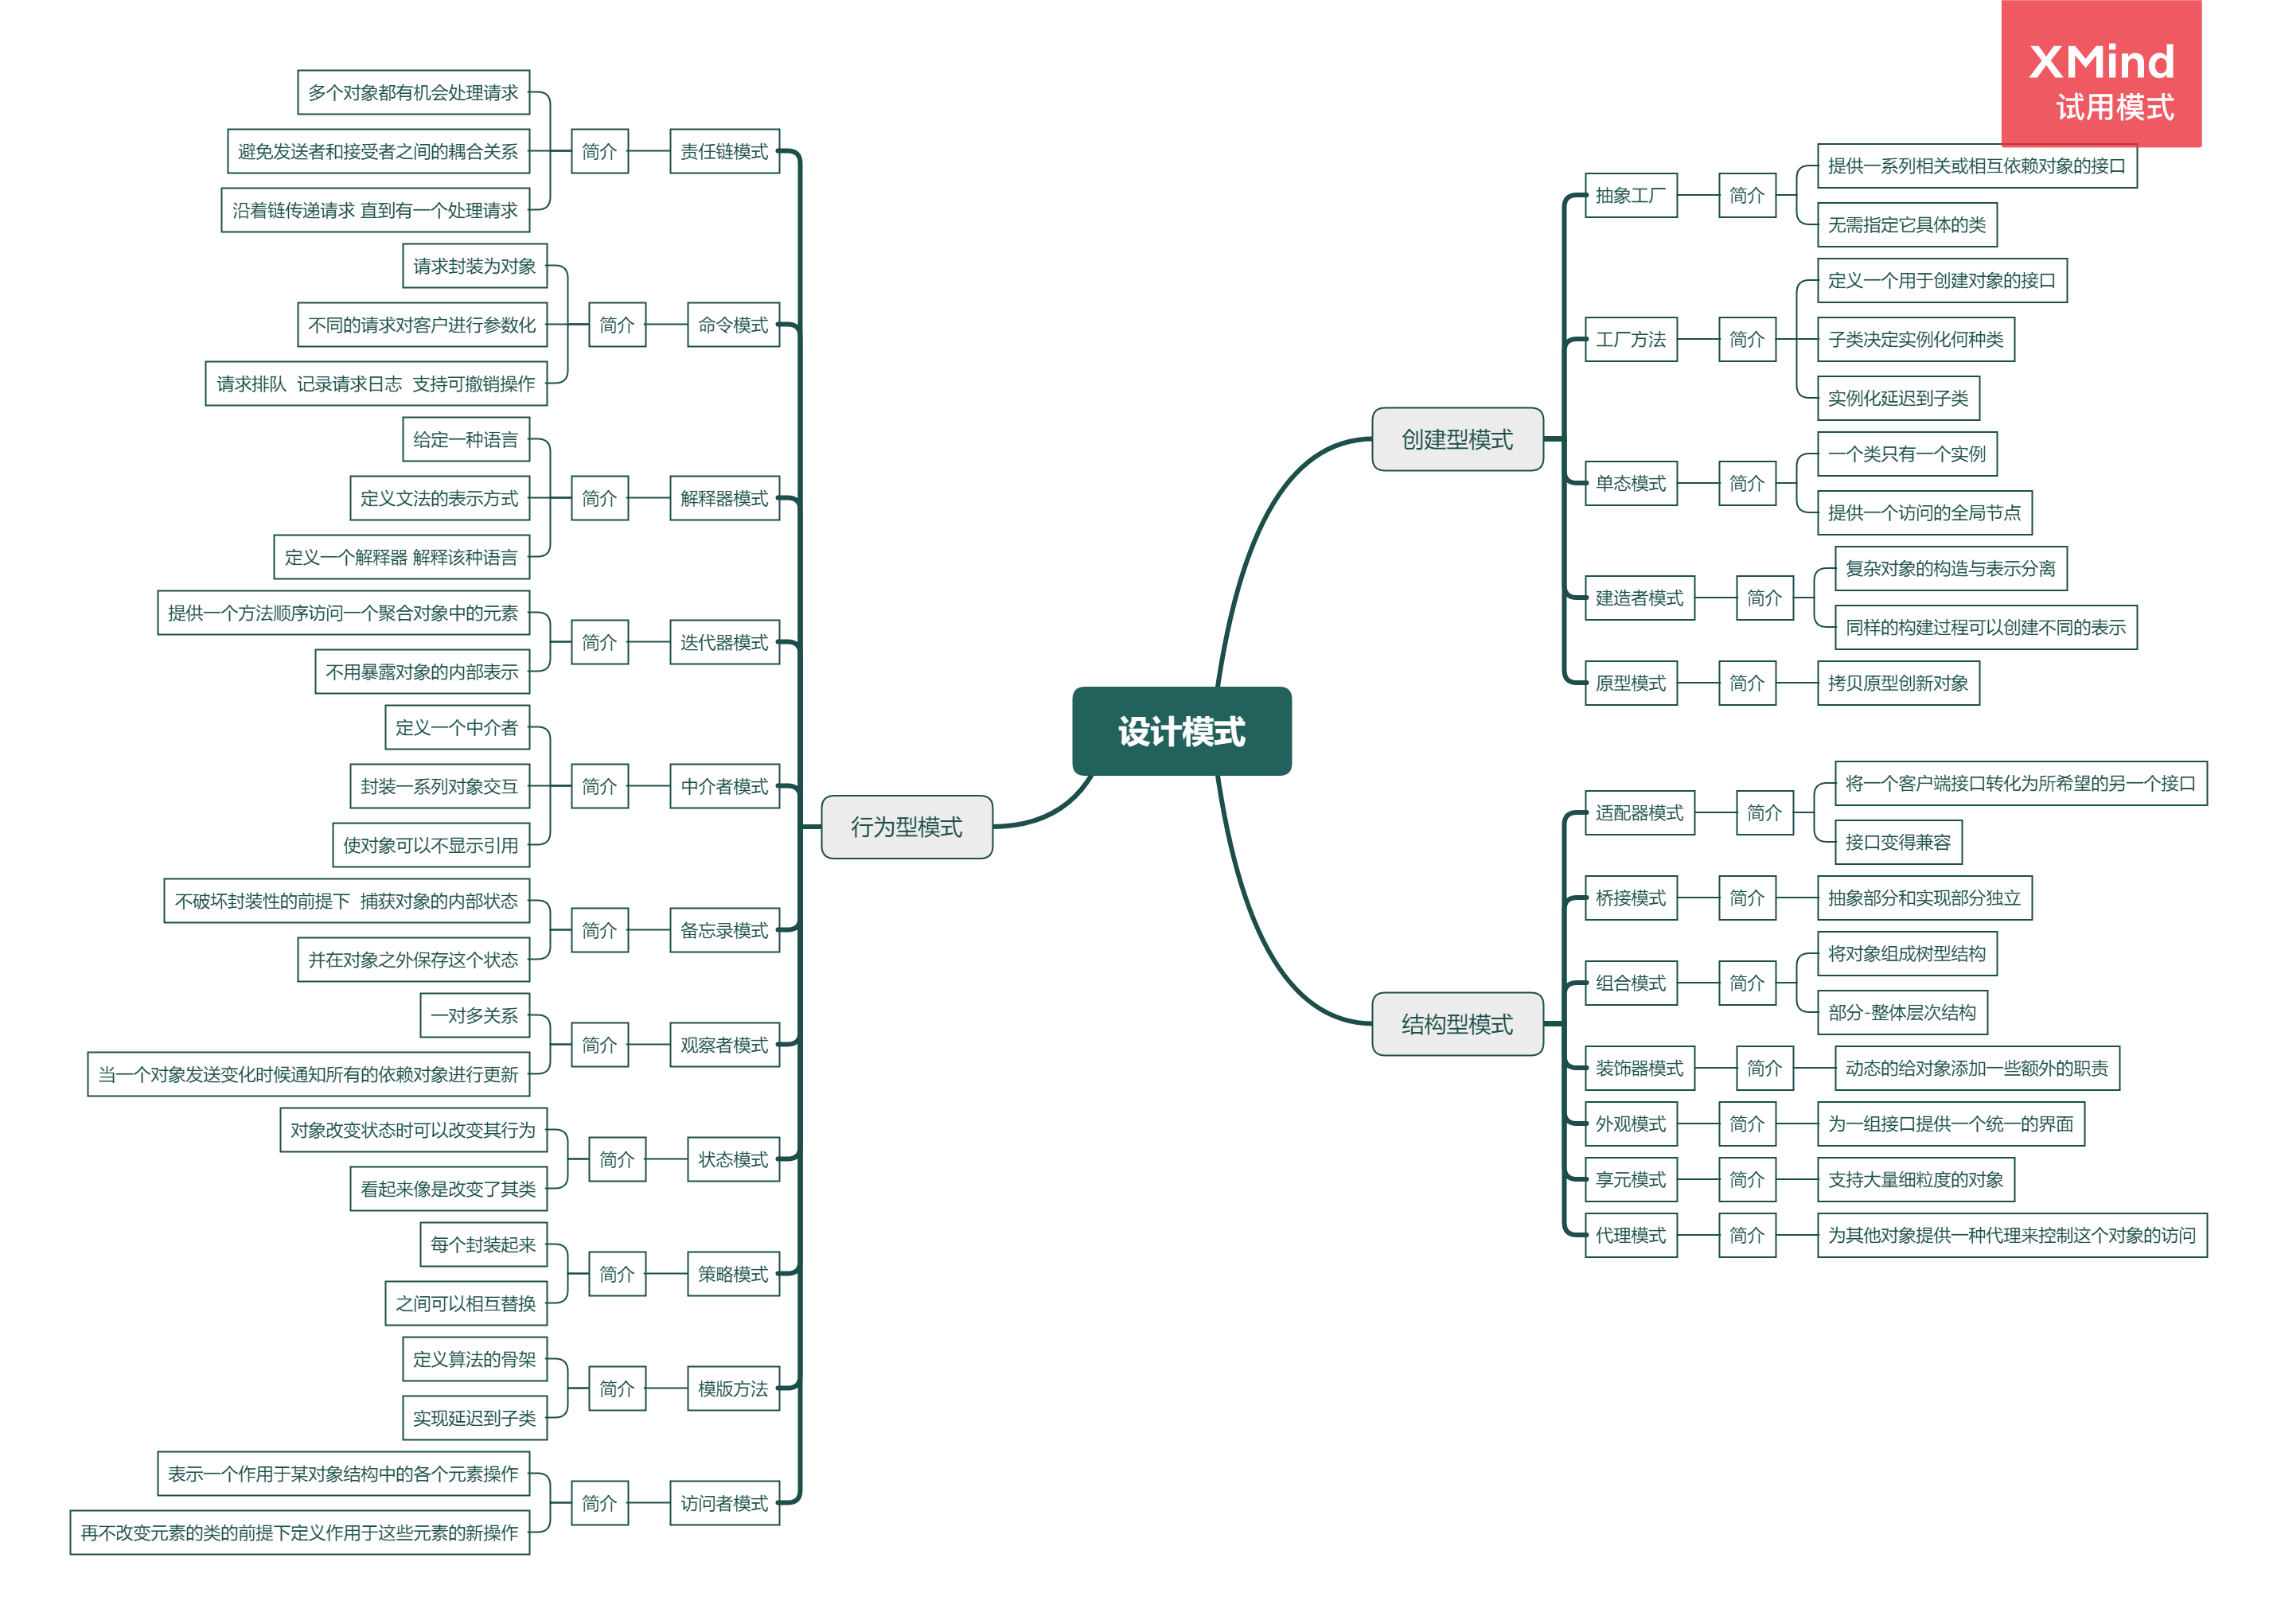 XMind
试用模式
设计模式
创建型模式
抽象工厂
简介
提供一系列相关或相互依赖对象的接口
无需指定它具体的类
工厂方法
简介
定义一个用于创建对象的接口
子类决定实例化何种类
实例化延迟到子类
单态模式
简介
一个类只有一个实例
提供一个访问的全局节点
建造者模式
简介
复杂对象的构造与表示分离
同样的构建过程可以创建不同的表示
原型模式
简介
拷贝原型创新对象
结构型模式
适配器模式
简介
将一个客户端接口转化为所希望的另一个接口
接口变得兼容
桥接模式
简介
抽象部分和实现部分独立
组合模式
简介
将对象组成树型结构
部分-整体层次结构
装饰器模式
简介
动态的给对象添加一些额外的职责
外观模式
简介
为一组接口提供一个统一的界面
享元模式
简介
支持大量细粒度的对象
代理模式
简介
为其他对象提供一种代理来控制这个对象的访问
行为型模式
责任链模式
简介
多个对象都有机会处理请求
避免发送者和接受者之间的耦合关系
沿着链传递请求 直到有一个处理请求
命令模式
简介
请求封装为对象
不同的请求对客户进行参数化
请求排队 记录请求日志 支持可撤销操作
解释器模式
简介
给定一种语言
定义文法的表示方式
定义一个解释器 解释该种语言
迭代器模式
简介
提供一个方法顺序访问一个聚合对象中的元素
不用暴露对象的内部表示
中介者模式
简介
定义一个中介者
封装一系列对象交互
使对象可以不显示引用
备忘录模式
简介
不破坏封装性的前提下 捕获对象的内部状态
并在对象之外保存这个状态
观察者模式
简介
一对多关系
当一个对象发送变化时候通知所有的依赖对象进行更新
状态模式
简介
对象改变状态时可以改变其行为
看起来像是改变了其类
策略模式
简介
每个封装起来
之间可以相互替换
模版方法
简介
定义算法的骨架
实现延迟到子类
访问者模式
简介
表示一个作用于某对象结构中的各个元素操作
再不改变元素的类的前提下定义作用于这些元素的新操作